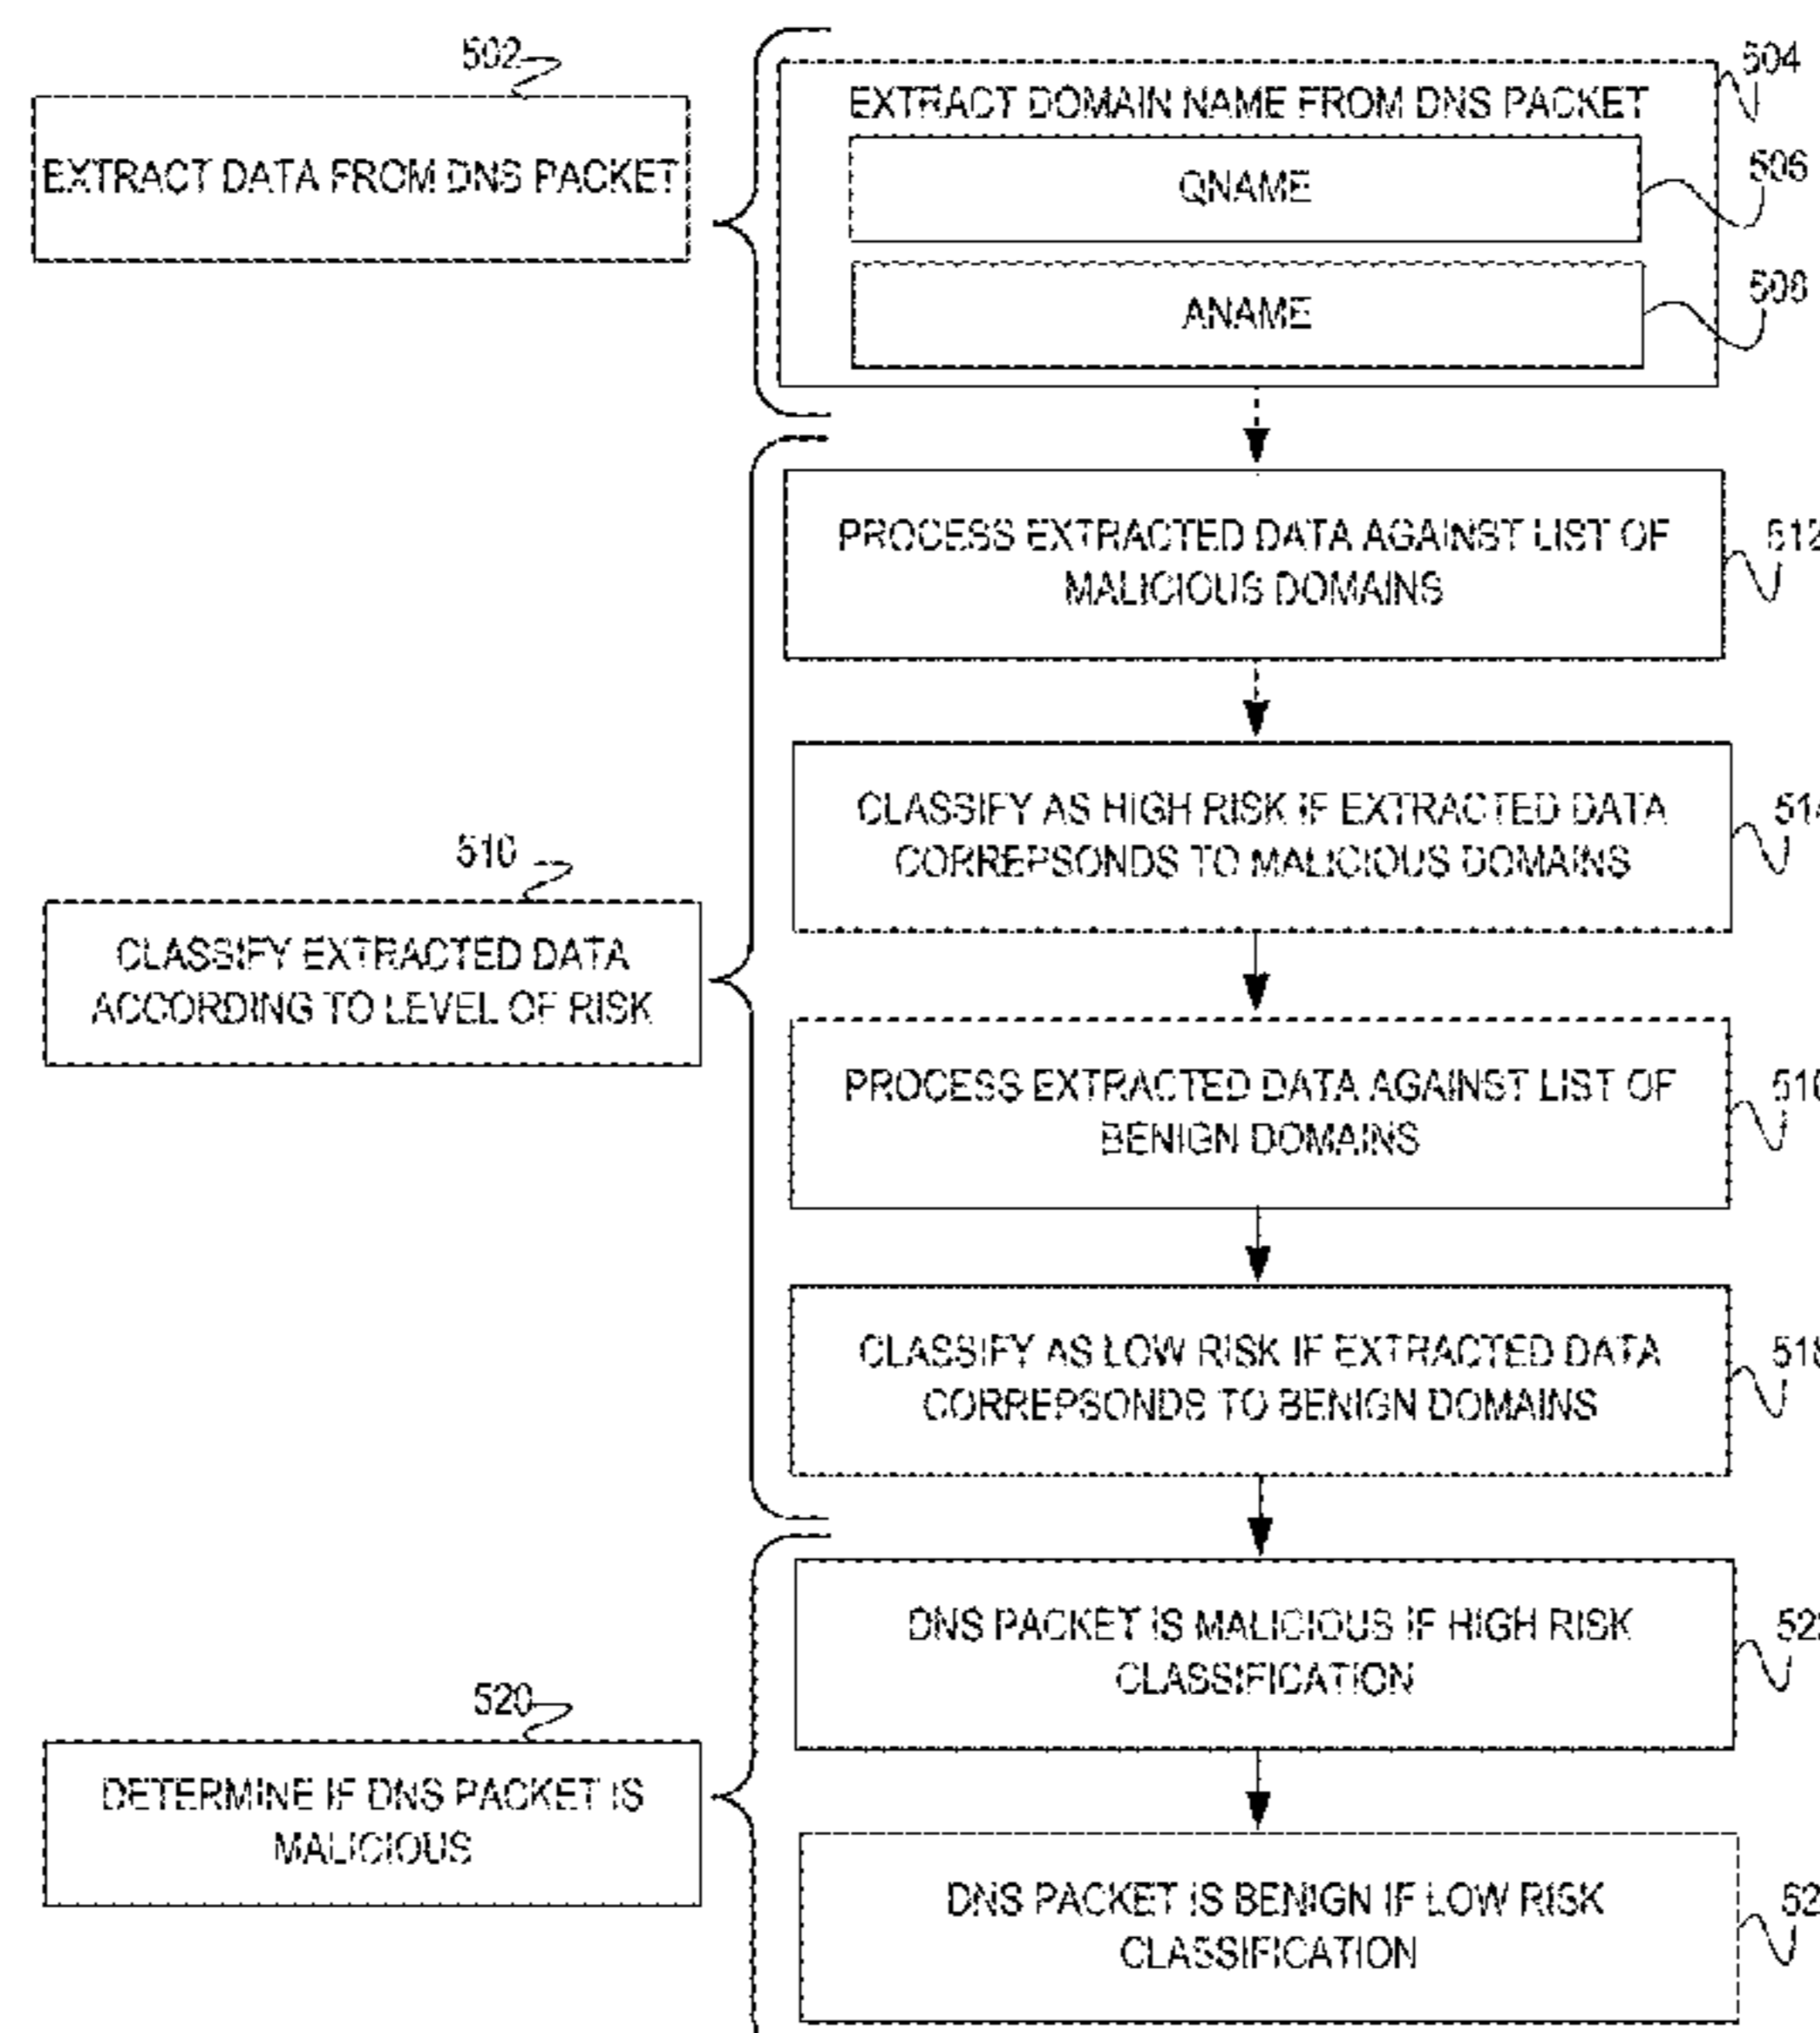 502
EXTRACT DATA FROM DNS PACKET
504
EXTRACT DOMAIN NAME FROM DNS PACKET
QNAME
506
ANAME
508
PROCESS EXTRACTED DATA AGAINST LIST OF
MALICIOUS DOMAINS
512
CLASSIFY AS HIGH RISK IF EXTRACTED DATA
CORREPSONDS TO MALICIOUS DOMAINS
514
510
CLASSIFY EXTRACTED DATA
ACCORDING TO LEVEL OF RISK
PROCESS EXTRACTED DATA AGAINST LIST OF
BENIGN DOMAINS
CLASSIFY AS LOW RISK IF EXTRACTED DATA
CORREPSONDS TO BENIGN DOMAINS
518
DNS PACKET IS MALICIOUS IF HIGH RISK
CLASSIFICATION
520
DETERMINE IF DNS PACKET IS
MALICIOUS
DNS PACKET IS BENIGN IF LOW RISK
CLASSIFICATION